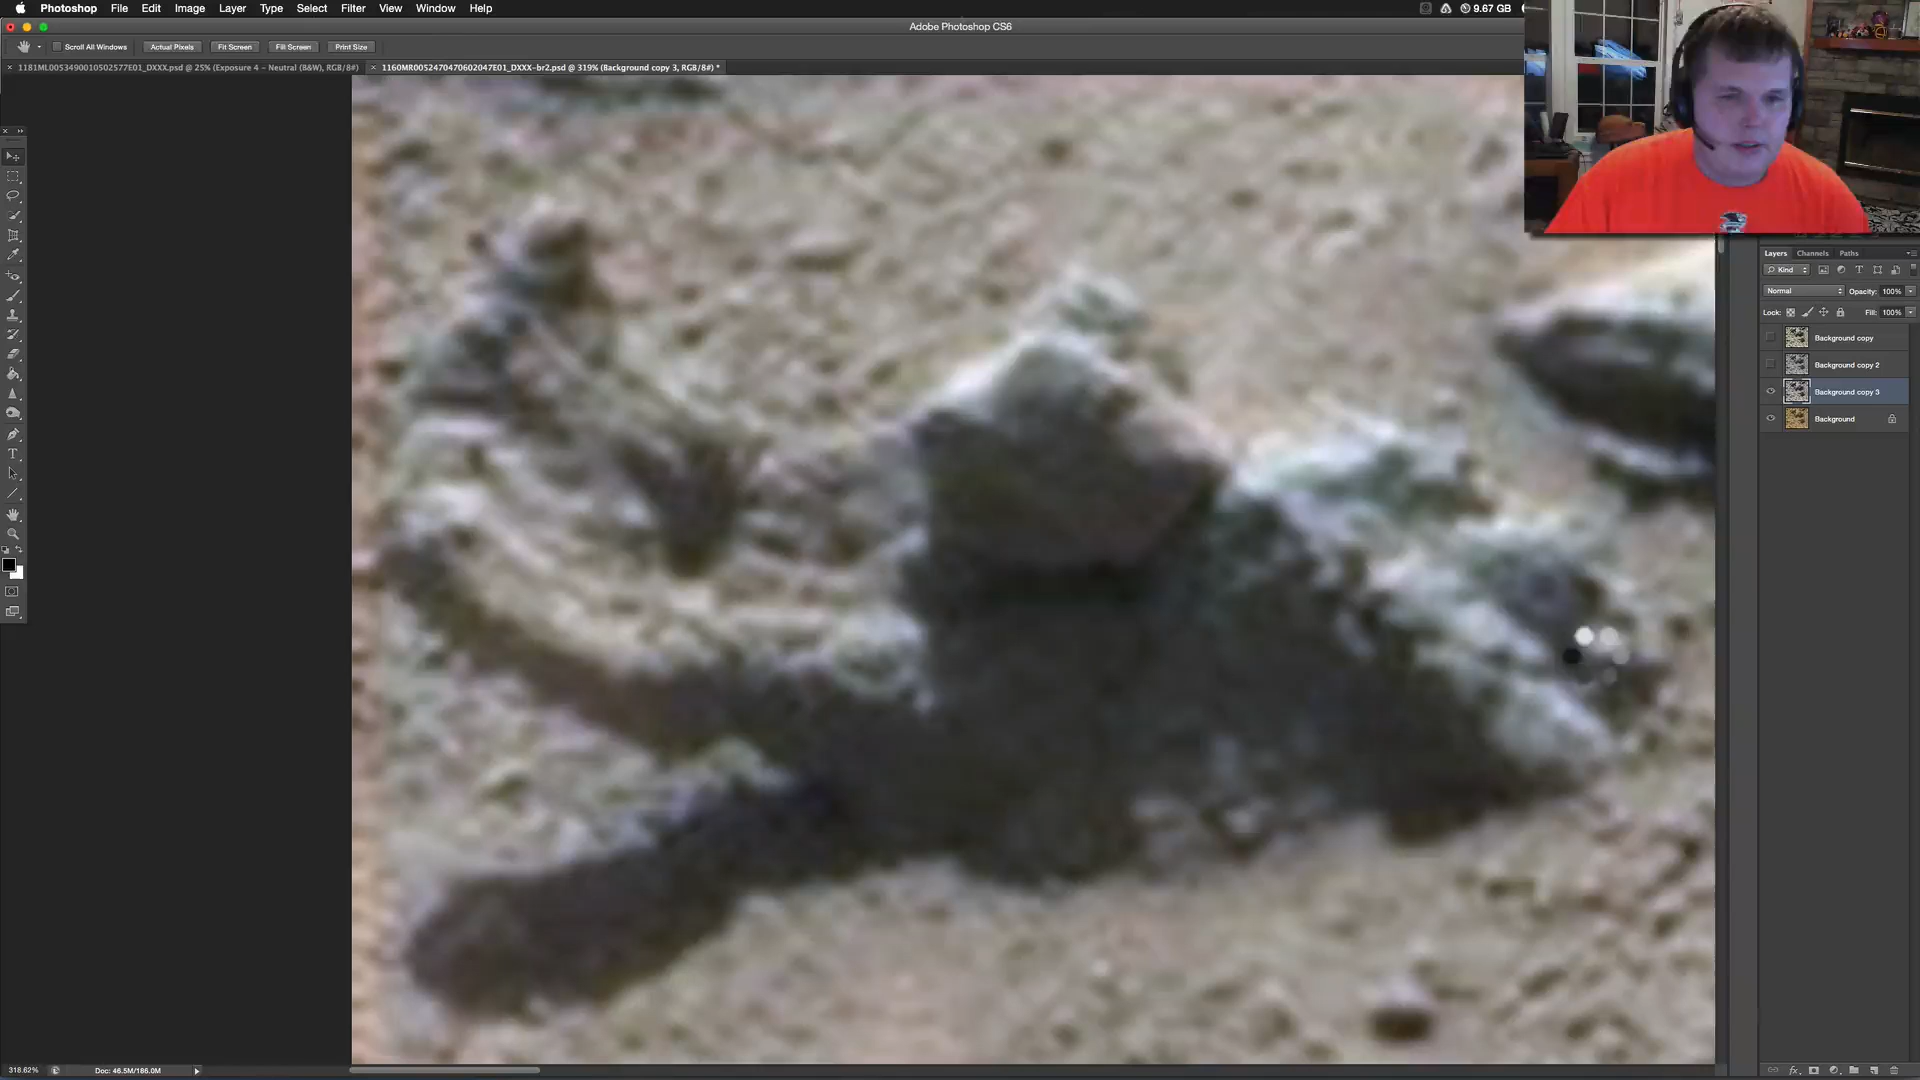 Photoshop File Edit Image Layer Type Select Filter View Window Help 9.67 GB
Adobe Photoshop CS6
Scroll All Windows Actual Pixels Fit Screen Fill Screen Print Size
1181ML0053490010502577E01_DXXX.psd @ 25% (Exposure 4 - Neutral (B&W), RGB/8#)
1160MR0052470470602047E01_DXXX-br2.psd @ 319% (Background copy 3, RGB/8#) *
Layers Channels Paths
Kind
Normal Opacity: 100%
Lock: Fill: 100%
Background copy
Background copy 2
Background copy 3
Background
318.62% Doc: 46.5M/186.0M